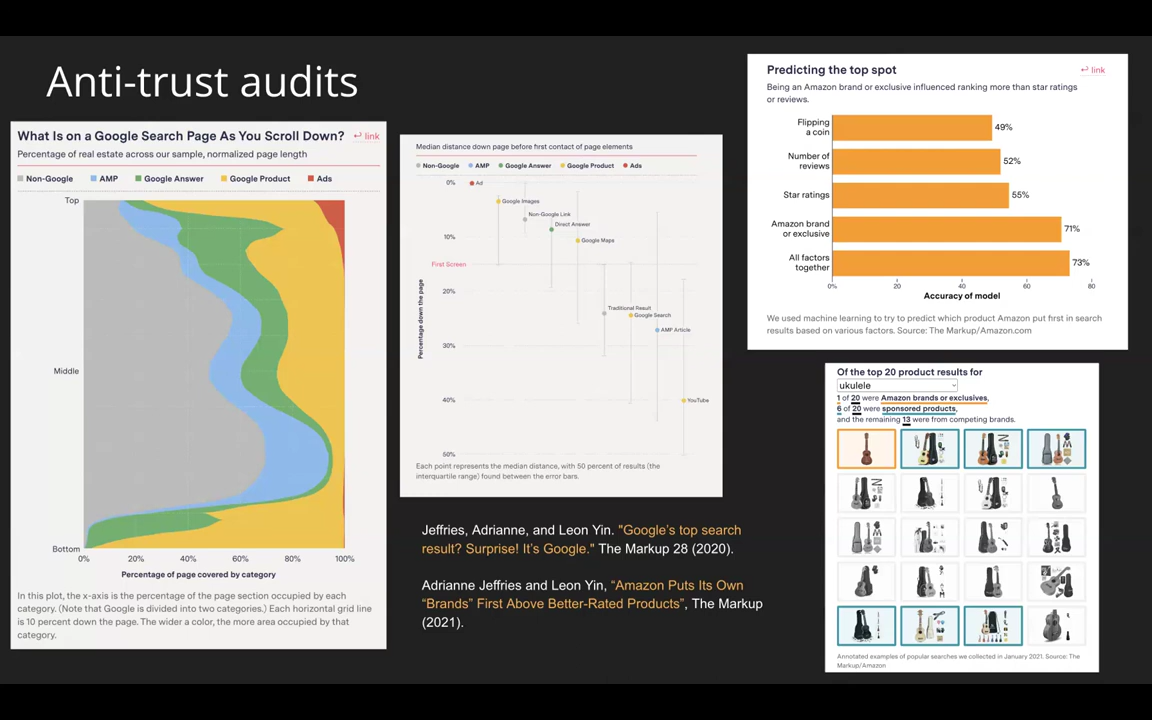 Anti-trust audits
What Is on a Google Search Page As You Scroll Down?
↩ link
Percentage of real estate across our sample, normalized page length
Non-Google
AMP
Google Answer
Google Product
Ads
Top
Middle
Bottom
0%
20%
40%
60%
80%
100%
Percentage of page covered by category
In this plot, the x-axis is the percentage of the page section occupied by each
category. (Note that Google is divided into two categories.) Each horizontal grid line
is 10 percent down the page. The wider a color, the more area occupied by that
category.
Median distance down page before first contact of page elements
Non-Google
AMP
Google Answer
Google Product
Ads
0%
Ad
Google Images
Non-Google Link
Direct Answer
10%
Google Maps
First Screen
20%
Traditional Result
Google Search
AMP Article
30%
40%
YouTube
50%
Percentage down the page
Each point represents the median distance, with 50 percent of results (the
interquartile range) found between the error bars.
Jeffries, Adrianne, and Leon Yin. "Google's top search
result? Surprise! It's Google." The Markup 28 (2020).
Adrianne Jeffries and Leon Yin, “Amazon Puts Its Own
“Brands” First Above Better-Rated Products”, The Markup
(2021).
Predicting the top spot
↩ link
Being an Amazon brand or exclusive influenced ranking more than star ratings
or reviews.
Flipping
a coin
49%
Number of
reviews
52%
Star ratings
55%
Amazon brand
or exclusive
71%
All factors
together
73%
0%
20
40
60
80
Accuracy of model
We used machine learning to try to predict which product Amazon put first in search
results based on various factors. Source: The Markup/Amazon.com
Of the top 20 product results for
ukulele
1 of 20 were Amazon brands or exclusives,
6 of 20 were sponsored products,
and the remaining 13 were from competing brands.
Annotated examples of popular searches we collected in January 2021. Source: The
Markup/Amazon